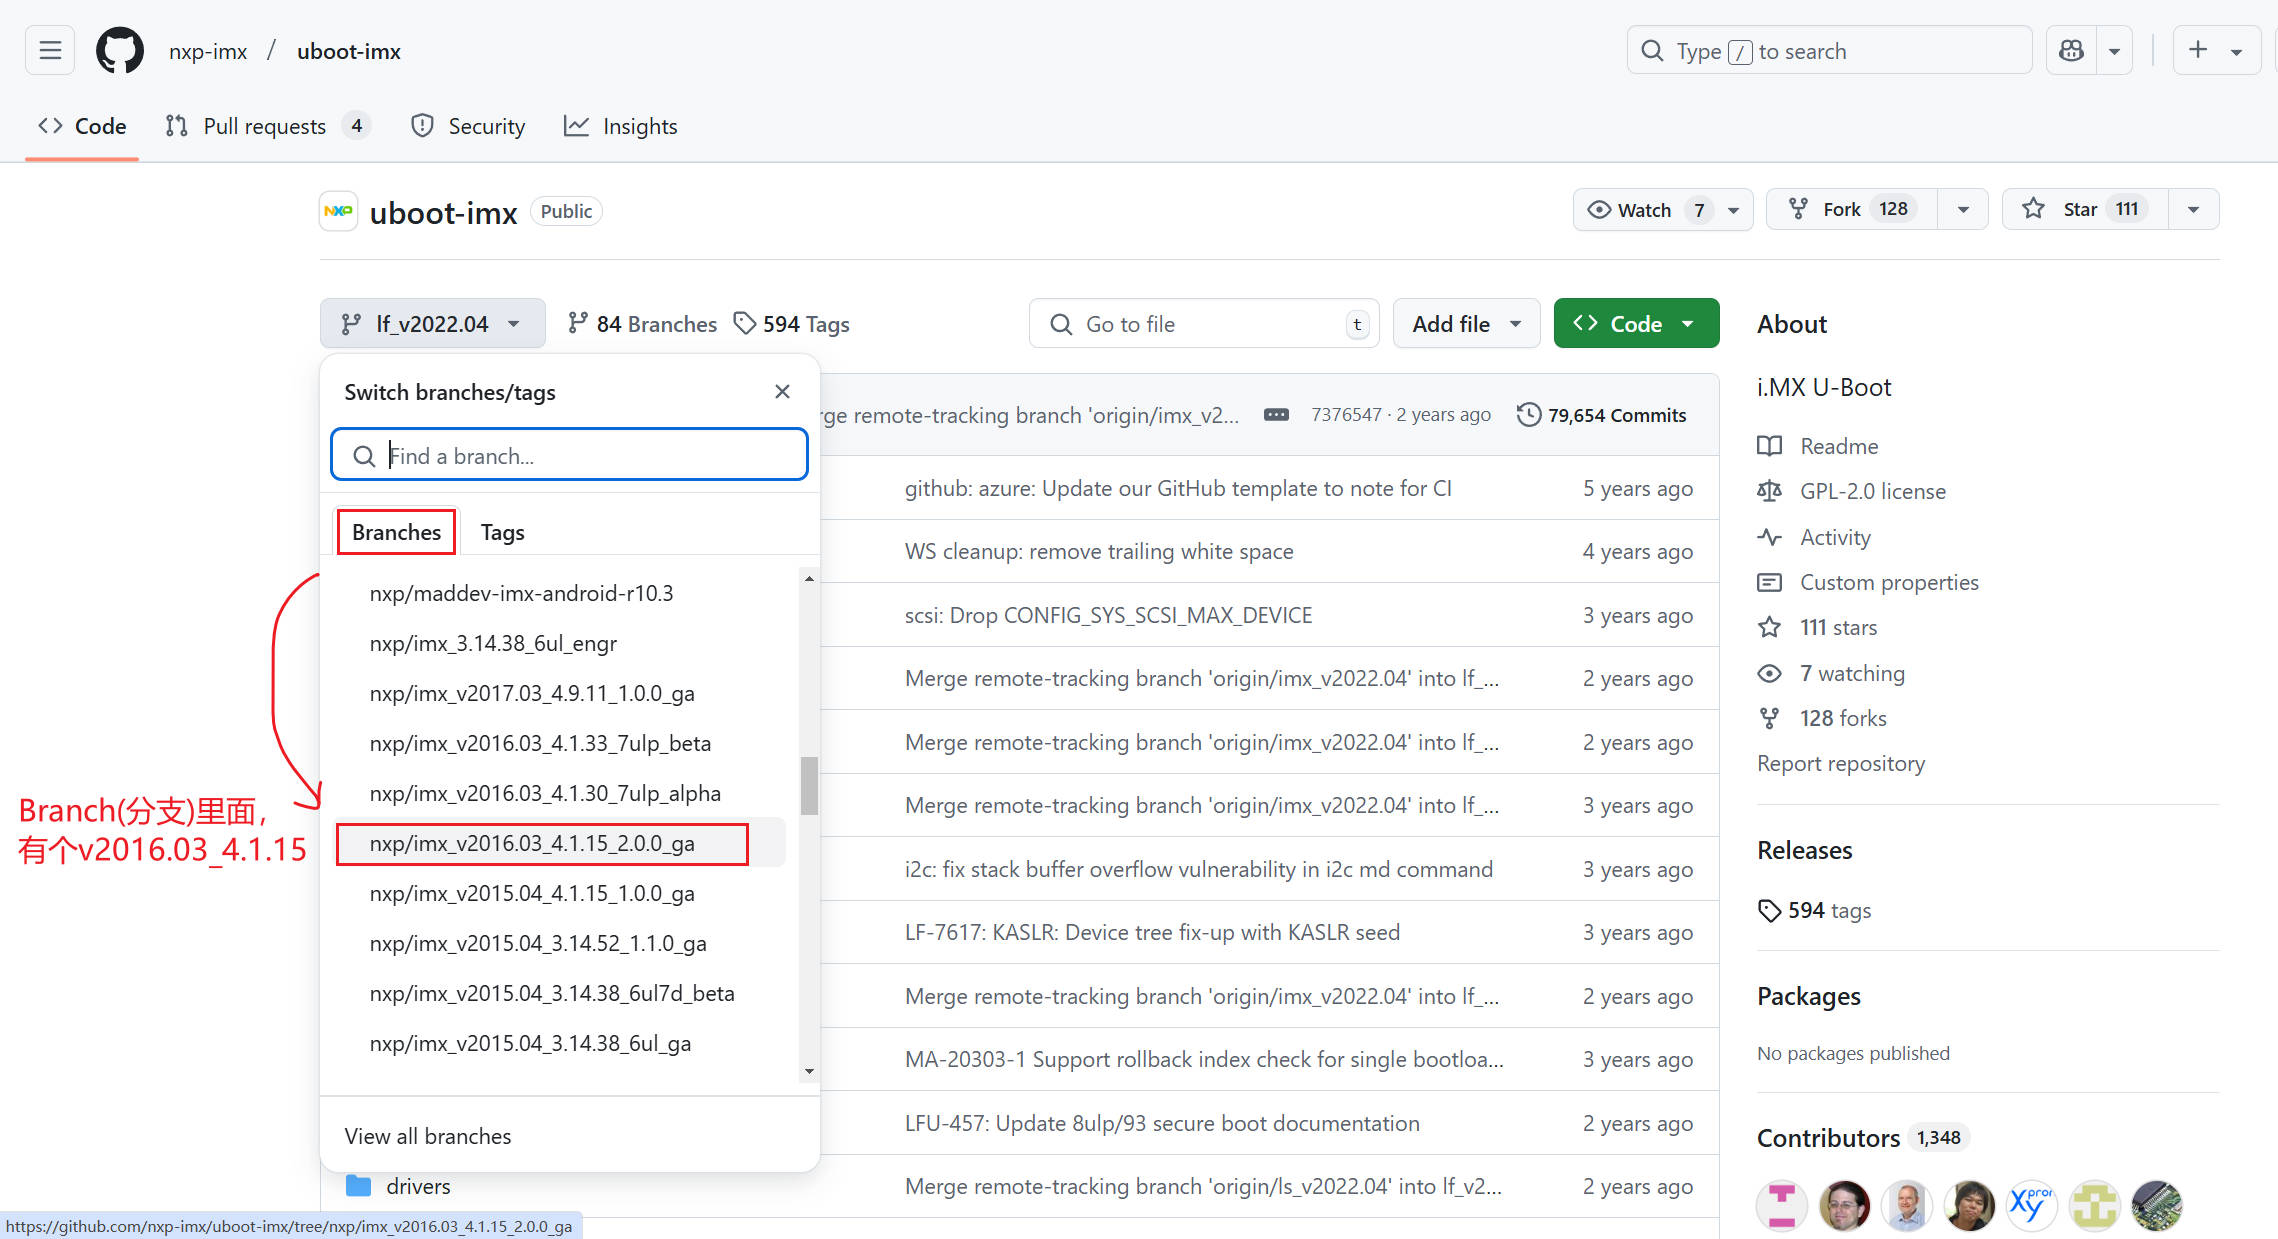 nxp-imx / uboot-imx
Type / to search
Code
Pull requests 4
Security
Insights
NXP uboot-imx Public
Watch 7
Fork 128
Star 111
lf_v2022.04
84 Branches
594 Tags
Go to file t
Add file
Code
Switch branches/tags
Find a branch...
Branches
Tags
nxp/maddev-imx-android-r10.3
nxp/imx_3.14.38_6ul_engr
nxp/imx_v2017.03_4.9.11_1.0.0_ga
nxp/imx_v2016.03_4.1.33_7ulp_beta
nxp/imx_v2016.03_4.1.30_7ulp_alpha
nxp/imx_v2016.03_4.1.15_2.0.0_ga
nxp/imx_v2015.04_4.1.15_1.0.0_ga
nxp/imx_v2015.04_3.14.52_1.1.0_ga
nxp/imx_v2015.04_3.14.38_6ul7d_beta
nxp/imx_v2015.04_3.14.38_6ul_ga
View all branches
Branch(分支)里面，
有个v2016.03_4.1.15
rge remote-tracking branch 'origin/imx_v2... 7376547 · 2 years ago 79,654 Commits
github: azure: Update our GitHub template to note for CI 5 years ago
WS cleanup: remove trailing white space 4 years ago
scsi: Drop CONFIG_SYS_SCSI_MAX_DEVICE 3 years ago
Merge remote-tracking branch 'origin/imx_v2022.04' into lf_... 2 years ago
Merge remote-tracking branch 'origin/imx_v2022.04' into lf_... 2 years ago
Merge remote-tracking branch 'origin/imx_v2022.04' into lf_... 3 years ago
i2c: fix stack buffer overflow vulnerability in i2c md command 3 years ago
LF-7617: KASLR: Device tree fix-up with KASLR seed 3 years ago
Merge remote-tracking branch 'origin/imx_v2022.04' into lf_... 2 years ago
MA-20303-1 Support rollback index check for single bootloa... 3 years ago
LFU-457: Update 8ulp/93 secure boot documentation 2 years ago
drivers Merge remote-tracking branch 'origin/ls_v2022.04' into lf_v2... 2 years ago
About
i.MX U-Boot
Readme
GPL-2.0 license
Activity
Custom properties
111 stars
7 watching
128 forks
Report repository
Releases
594 tags
Packages
No packages published
Contributors 1,348
Xpror
xy
https://github.com/nxp-imx/uboot-imx/tree/nxp/imx_v2016.03_4.1.15_2.0.0_ga